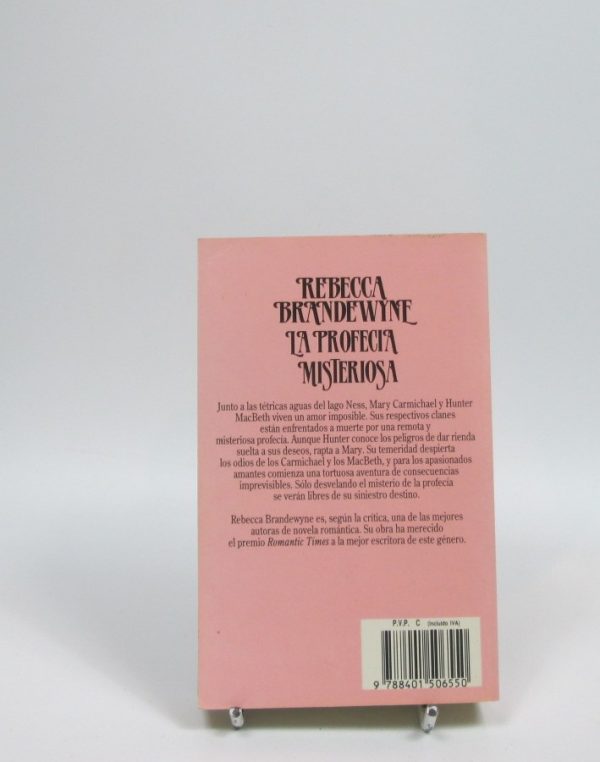 REBECCA
BRANDEWYNE
LA PROFECIA
MISTERIOSA
Junto a las tétricas aguas del lago Ness, Mary Carmichael y Hunter
MacBeth viven un amor imposible. Sus respectivos clanes
están enfrentados a muerte por una remota y
misteriosa profecía. Aunque Hunter conoce los peligros de dar rienda
suelta a sus deseos, rapta a Mary. Su temeridad despierta
los odios de los Carmichael y los MacBeth, y para los apasionados
amantes comienza una tortuosa aventura de consecuencias
imprevisibles. Sólo desvelando el misterio de la profecía
se verán libres de su siniestro destino.
Rebecca Brandewyne es, según la crítica, una de las mejores
autoras de novela romántica. Su obra ha merecido
el premio Romantic Times a la mejor escritora de este género.
P.V.P. C (Incluido IVA)
9 788401 506550